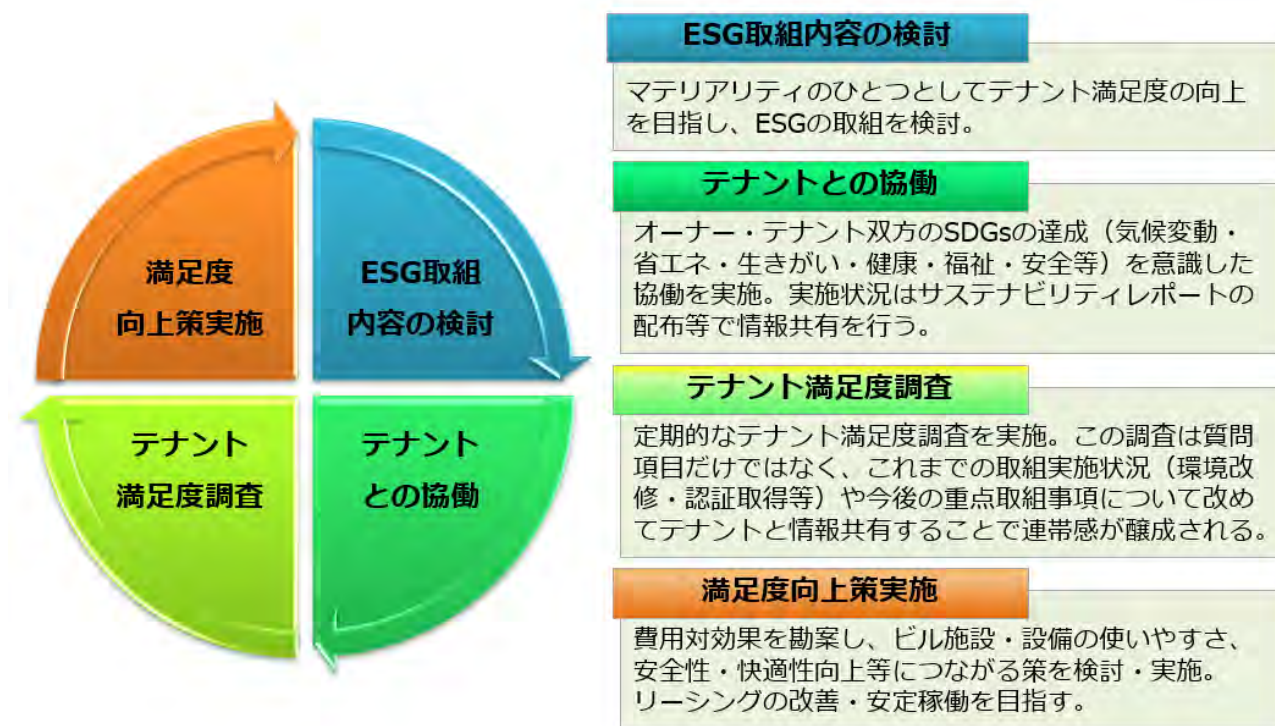 満足度
向上策実施
ESG取組
内容の検討
テナント
満足度調査
テナント
との協働
ESG取組内容の検討
マテリアリティのひとつとしてテナント満足度の向上
を目指し、ESGの取組を検討。
テナントとの協働
オーナー・テナント双方のSDGsの達成（気候変動・
省エネ・生きがい・健康・福祉・安全等）を意識した
協働を実施。実施状況はサステナビリティレポートの
配布等で情報共有を行う。
テナント満足度調査
定期的なテナント満足度調査を実施。この調査は質問
項目だけではなく、これまでの取組実施状況（環境改
修・認証取得等）や今後の重点取組事項について改め
てテナントと情報共有することで連帯感が醸成される。
満足度向上策実施
費用対効果を勘案し、ビル施設・設備の使いやすさ、
安全性・快適性向上等につながる策を検討・実施。
リーシングの改善・安定稼働を目指す。